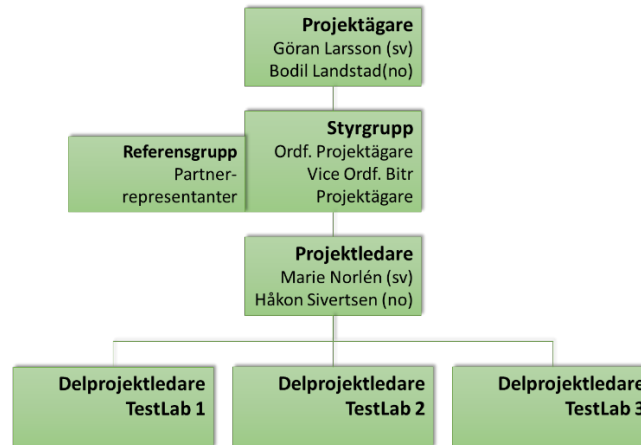 Projektägare
Göran Larsson (sv)
Bodil Landstad(no)
Styrgrupp
Ordf. Projektägare
Vice Ordf. Bitr
Projektägare
Referensgrupp
Partner-
representanter
Projektledare
Marie Norlén (sv)
Håkon Sivertsen (no)
Delprojektledare
TestLab 1
Delprojektledare
TestLab 2
Delprojektledare
TestLab 3